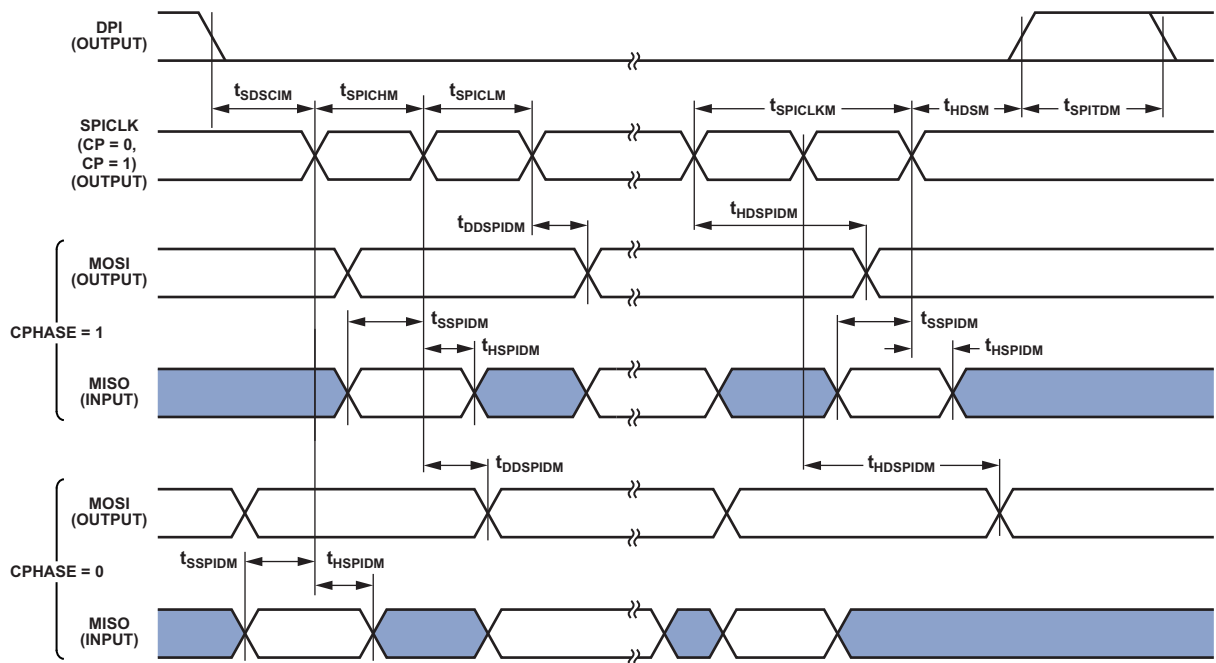 DPI
(OUTPUT)
tSDSCIM
tSPICHM
tSPICLM
tSPICLKM
tHDSM
tSPITDM
SPICLK
(CP = 0,
CP = 1)
(OUTPUT)
tDDSPIDM
tHDSPIDM
MOSI
(OUTPUT)
CPHASE = 1
tSSPIDM
tSSPIDM
tHSPIDM
tHSPIDM
MISO
(INPUT)
tDDSPIDM
tHDSPIDM
MOSI
(OUTPUT)
tSSPIDM
tHSPIDM
CPHASE = 0
MISO
(INPUT)